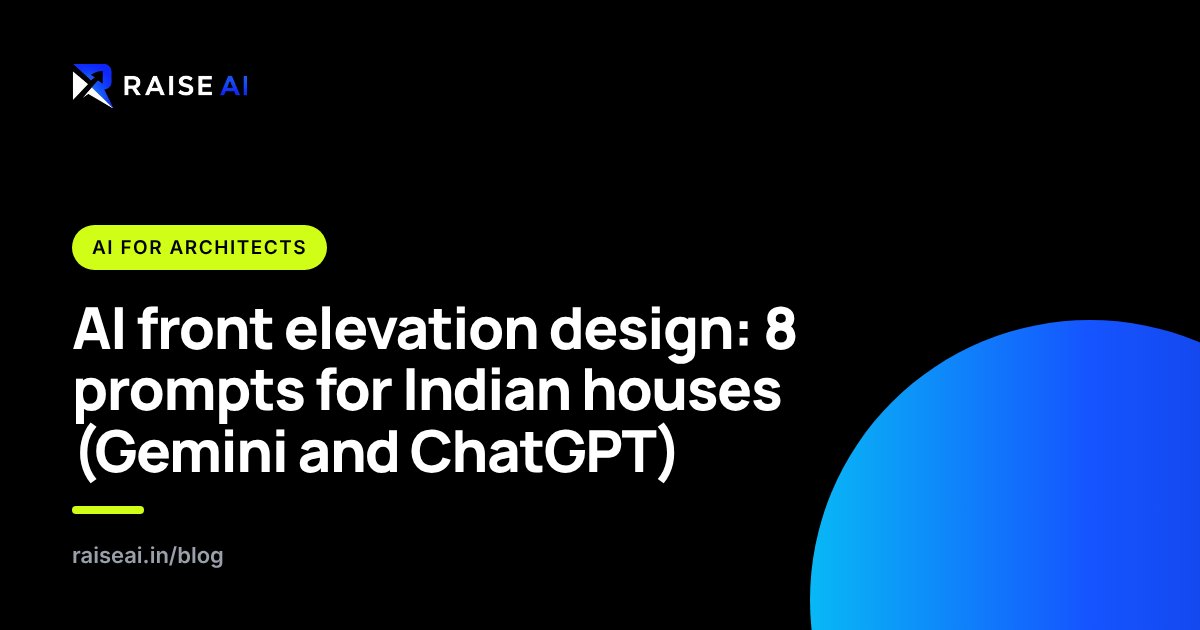 RAISE AI
AI FOR ARCHITECTS
AI front elevation design: 8
prompts for Indian houses
(Gemini and ChatGPT)
raiseai.in/blog